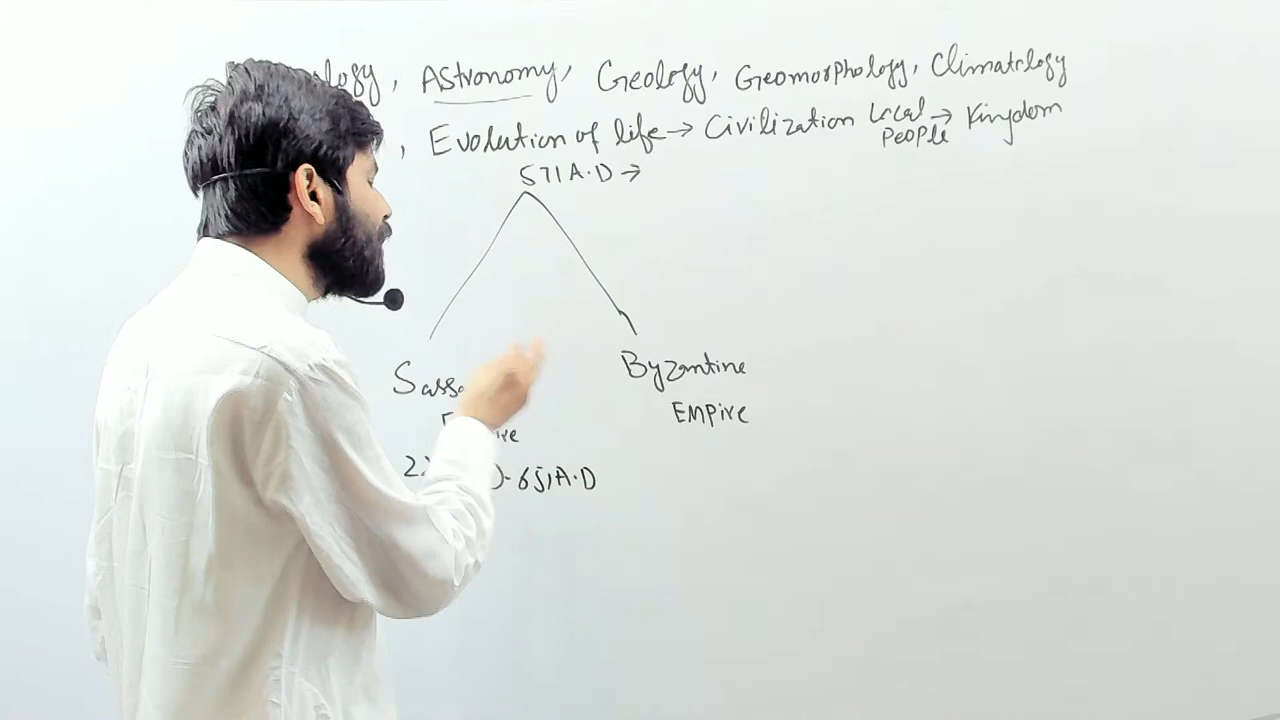 Astronomy, Geology, Geomorphology, Climatology
, Evolution of life → Civilization Local People → Kingdom
571 A.D →
Byzantine
EMPIRE
651 A.D